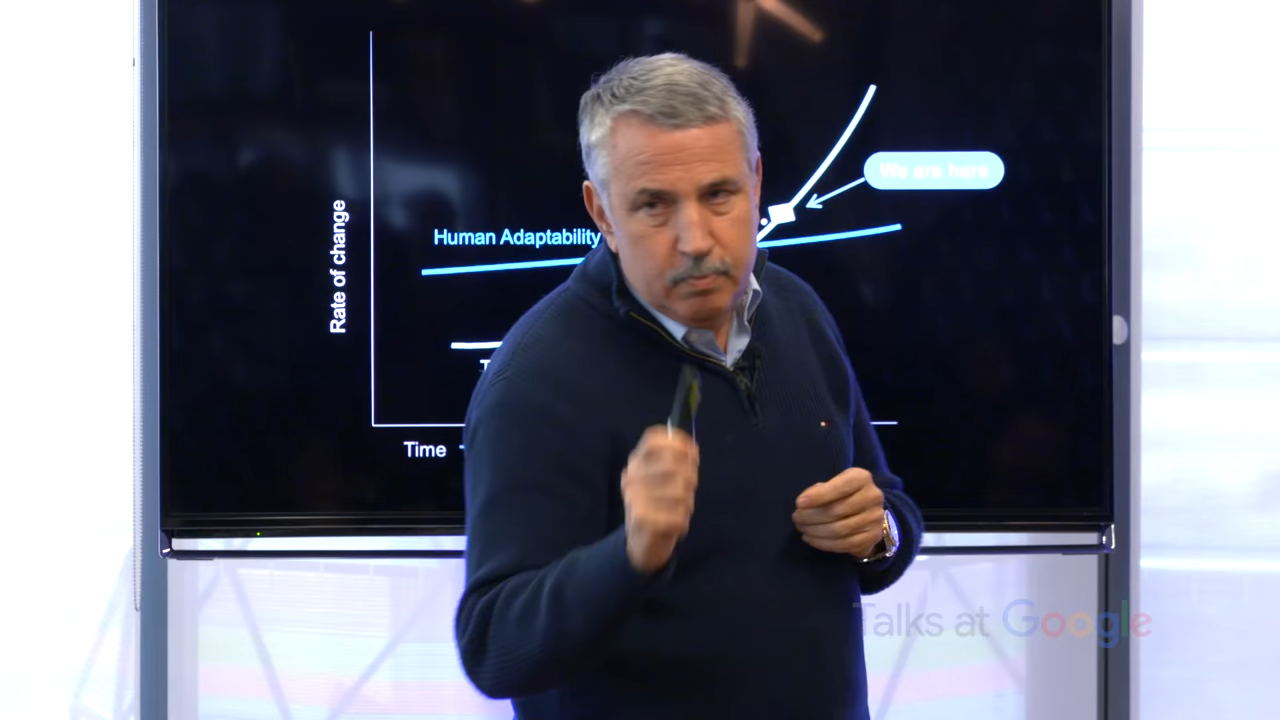 We are here
Human Adaptability
Rate of change
T
Time
Talks at Google